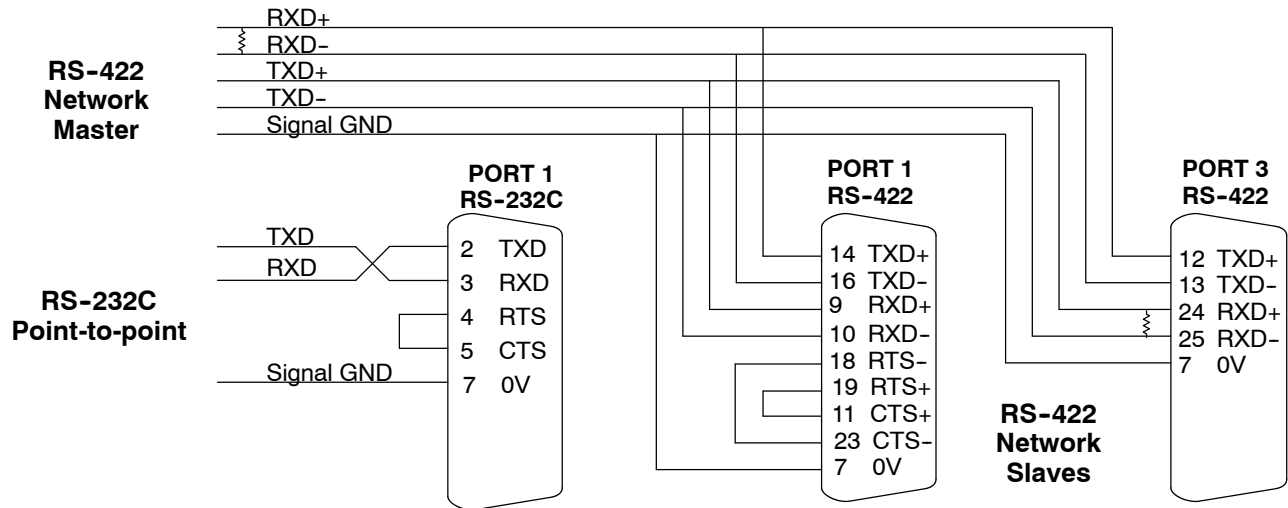 RXD+
RXD-
TXD+
TXD-
Signal GND
RS-422
Network
Master
PORT 1
RS-232C
TXD
RXD
Signal GND
RS-232C
Point-to-point
2 TXD
3 RXD
4 RTS
5 CTS
7 0V
PORT 1
RS-422
14 TXD+
16 TXD-
9 RXD+
10 RXD-
18 RTS-
19 RTS+
11 CTS+
23 CTS-
7 0V
RS-422
Network
Slaves
PORT 3
RS-422
12 TXD+
13 TXD-
24 RXD+
25 RXD-
7 0V